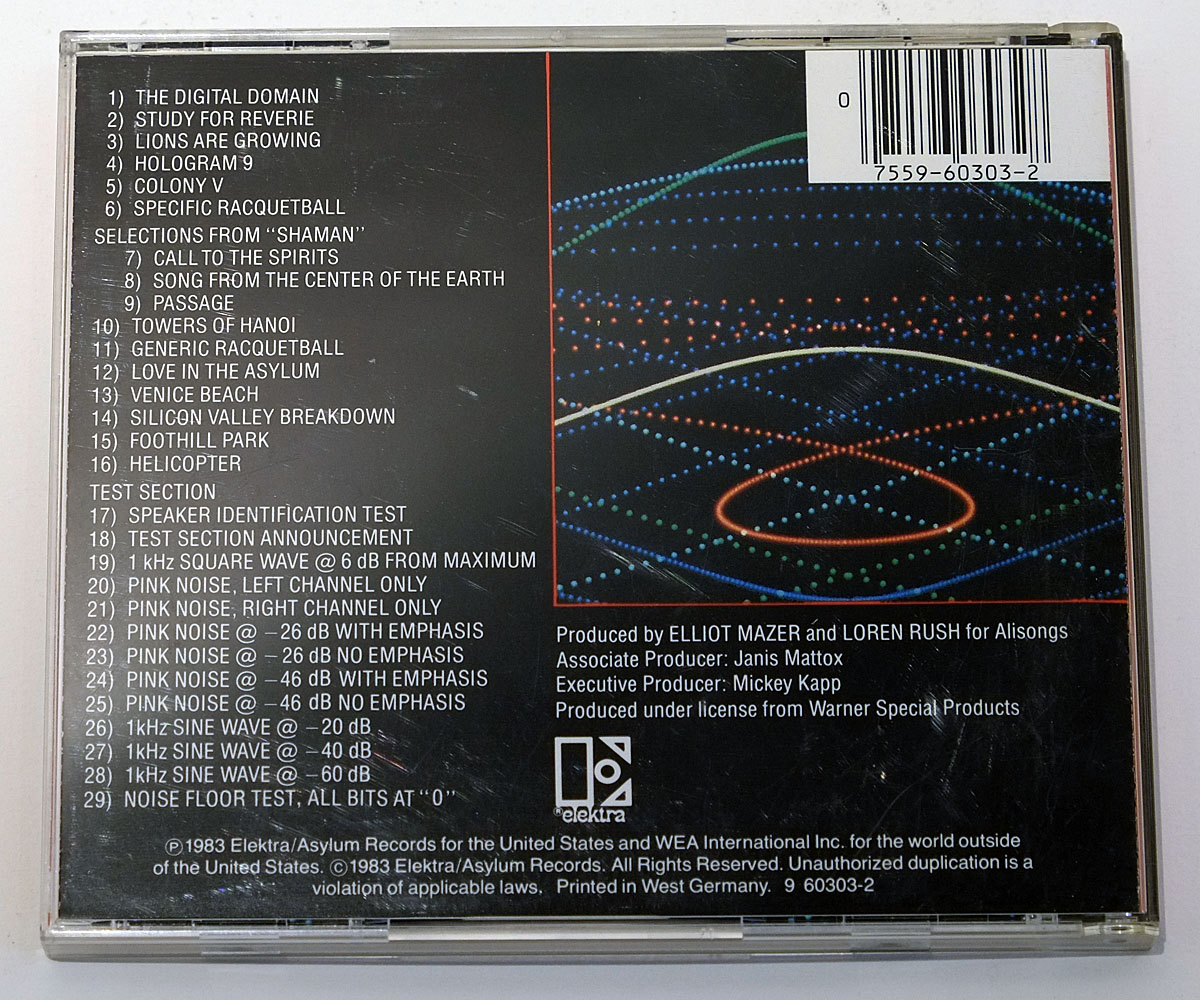 1) THE DIGITAL DOMAIN
2) STUDY FOR REVERIE
3) LIONS ARE GROWING
4) HOLOGRAM 9
5) COLONY V
6) SPECIFIC RACQUETBALL
SELECTIONS FROM "SHAMAN"
7) CALL TO THE SPIRITS
8) SONG FROM THE CENTER OF THE EARTH
9) PASSAGE
10) TOWERS OF HANOI
11) GENERIC RACQUETBALL
12) LOVE IN THE ASYLUM
13) VENICE BEACH
14) SILICON VALLEY BREAKDOWN
15) FOOTHILL PARK
16) HELICOPTER
TEST SECTION
17) SPEAKER IDENTIFICATION TEST
18) TEST SECTION ANNOUNCEMENT
19) 1 kHz SQUARE WAVE @ 6 dB FROM MAXIMUM
20) PINK NOISE, LEFT CHANNEL ONLY
21) PINK NOISE, RIGHT CHANNEL ONLY
22) PINK NOISE @ −26 dB WITH EMPHASIS
23) PINK NOISE @ −26 dB NO EMPHASIS
24) PINK NOISE @ −46 dB WITH EMPHASIS
25) PINK NOISE @ −46 dB NO EMPHASIS
26) 1kHz SINE WAVE @ −20 dB
27) 1kHz SINE WAVE @ −40 dB
28) 1kHz SINE WAVE @ −60 dB
29) NOISE FLOOR TEST, ALL BITS AT "0"
0
7559-60303-2
Produced by ELLIOT MAZER and LOREN RUSH for Alisongs
Associate Producer: Janis Mattox
Executive Producer: Mickey Kapp
Produced under license from Warner Special Products
®elektra
℗1983 Elektra/Asylum Records for the United States and WEA International Inc. for the world outside
of the United States. ©1983 Elektra/Asylum Records. All Rights Reserved. Unauthorized duplication is a
violation of applicable laws. Printed in West Germany. 9 60303-2